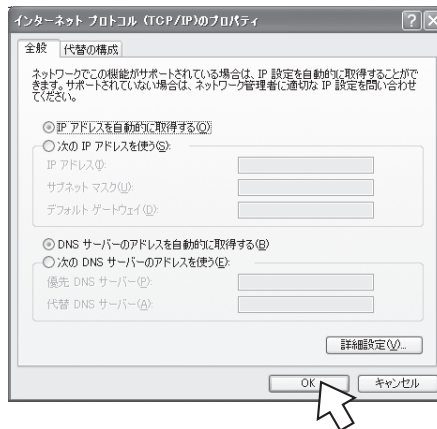 インターネット プロトコル (TCP/IP)のプロパティ
全般 代替の構成
ネットワークでこの機能がサポートされている場合は、IP 設定を自動的に取得することがで
きます。サポートされていない場合は、ネットワーク管理者に適切な IP 設定を問い合わせ
てください。
IP アドレスを自動的に取得する(O)
次の IP アドレスを使う(S):
IP アドレス(I):
サブネット マスク(U):
デフォルト ゲートウェイ(D):
DNS サーバーのアドレスを自動的に取得する(B)
次の DNS サーバーのアドレスを使う(E):
優先 DNS サーバー(P):
代替 DNS サーバー(A):
詳細設定(V)...
OK キャンセル